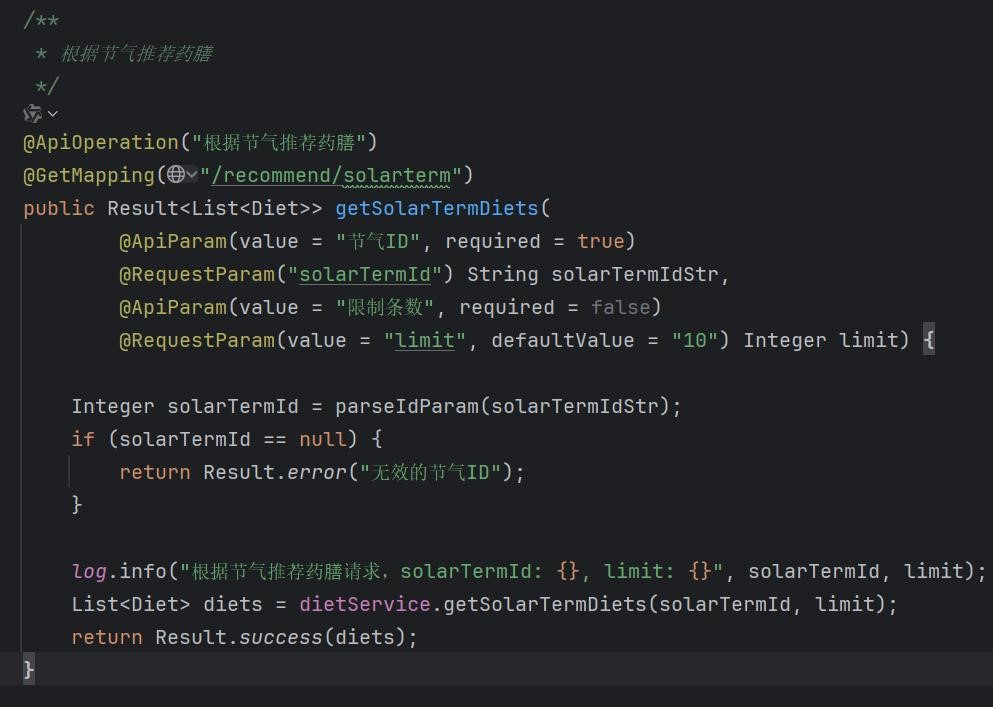 /**
 * 根据节气推荐药膳
 */
@ApiOperation("根据节气推荐药膳")
@GetMapping("/recommend/solarterm")
public Result<List<Diet>> getSolarTermDiets(
        @ApiParam(value = "节气ID", required = true)
        @RequestParam("solarTermId") String solarTermIdStr,
        @ApiParam(value = "限制条数", required = false)
        @RequestParam(value = "limit", defaultValue = "10") Integer limit) {
    Integer solarTermId = parseIdParam(solarTermIdStr);
    if (solarTermId == null) {
        return Result.error("无效的节气ID");
    }
    log.info("根据节气推荐药膳请求，solarTermId: {}, limit: {}", solarTermId, limit);
    List<Diet> diets = dietService.getSolarTermDiets(solarTermId, limit);
    return Result.success(diets);
}